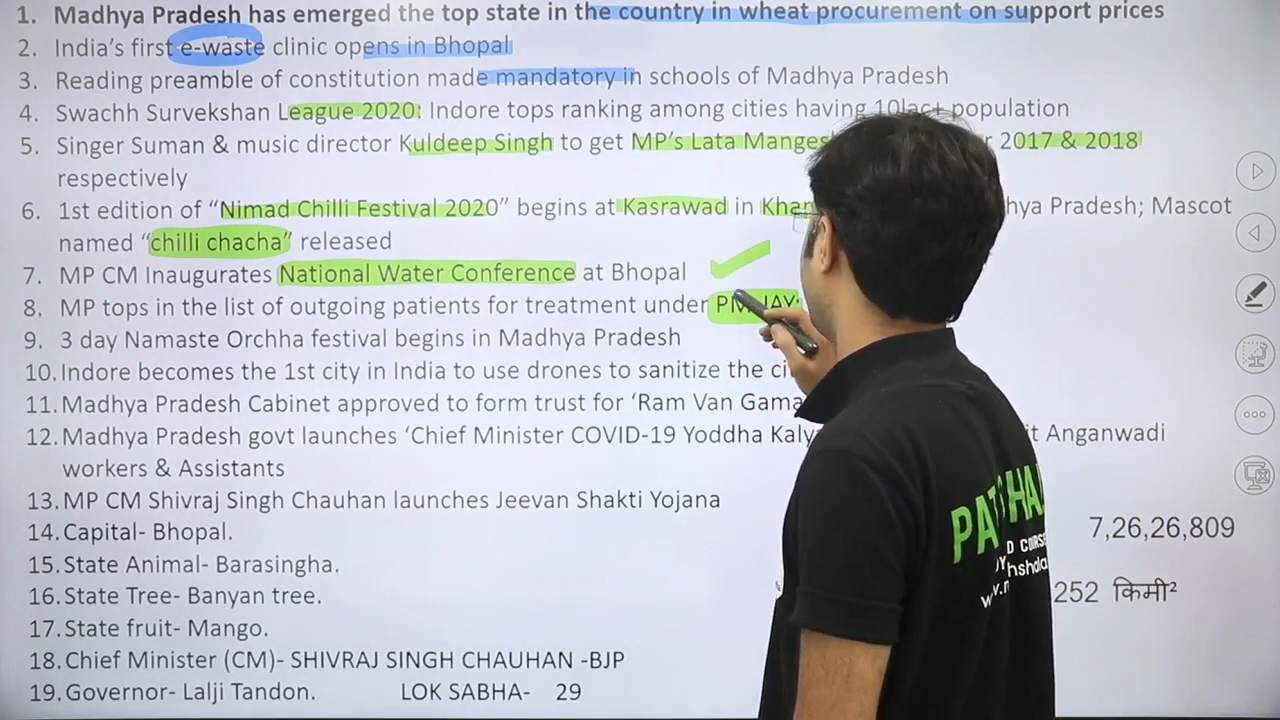 1. Madhya Pradesh has emerged the top state in the country in wheat procurement on support prices
2. India's first e-waste clinic opens in Bhopal
3. Reading preamble of constitution made mandatory in schools of Madhya Pradesh
4. Swachh Survekshan League 2020: Indore tops ranking among cities having 10lac+ population
5. Singer Suman & music director Kuldeep Singh to get MP's Lata 2017 & 2018
respectively
6. 1st edition of “Nimad Chilli Festival 2020” begins at Kasrawad in Pradesh; Mascot
named “chilli chacha” released
7. MP CM Inaugurates National Water Conference at Bhopal
8. MP tops in the list of outgoing patients for treatment under
9. 3 day Namaste Orchha festival begins in Madhya Pradesh
10. Indore becomes the 1st city in India to use drones to sanitize the
11. Madhya Pradesh Cabinet approved to form trust for ‘Ram Van
12. Madhya Pradesh govt launches ‘Chief Minister COVID-19 Yoddha Anganwadi
workers & Assistants
13. MP CM Shivraj Singh Chauhan launches Jeevan Shakti Yojana
14. Capital- Bhopal.
7,26,26,809
15. State Animal- Barasingha.
16. State Tree- Banyan tree.
252 किमी²
17. State fruit- Mango.
18. Chief Minister (CM)- SHIVRAJ SINGH CHAUHAN -BJP
19. Governor- Lalji Tandon. LOK SABHA- 29